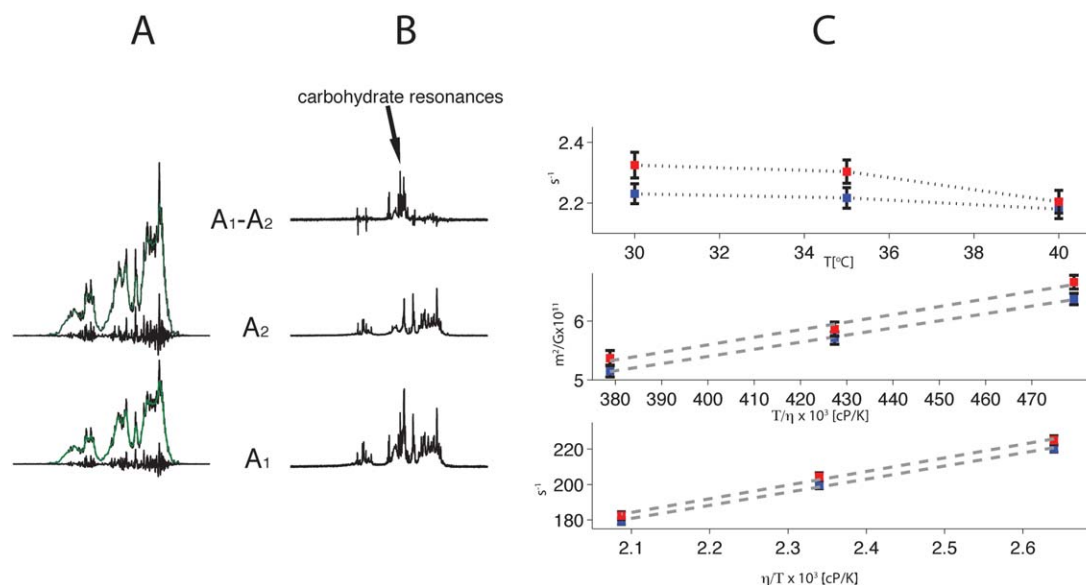 A
B
C
carbohydrate resonances
A1-A2
A2
A1
2.4
2.2
s-1
30
32
34
36
38
40
T[°C]
6
5
m2/Gx1011
380
390
400
410
420
430
440
450
460
470
T/η x 103 [cP/K]
220
200
180
s-1
2.1
2.2
2.3
2.4
2.5
2.6
η/T x 103 [cP/K]